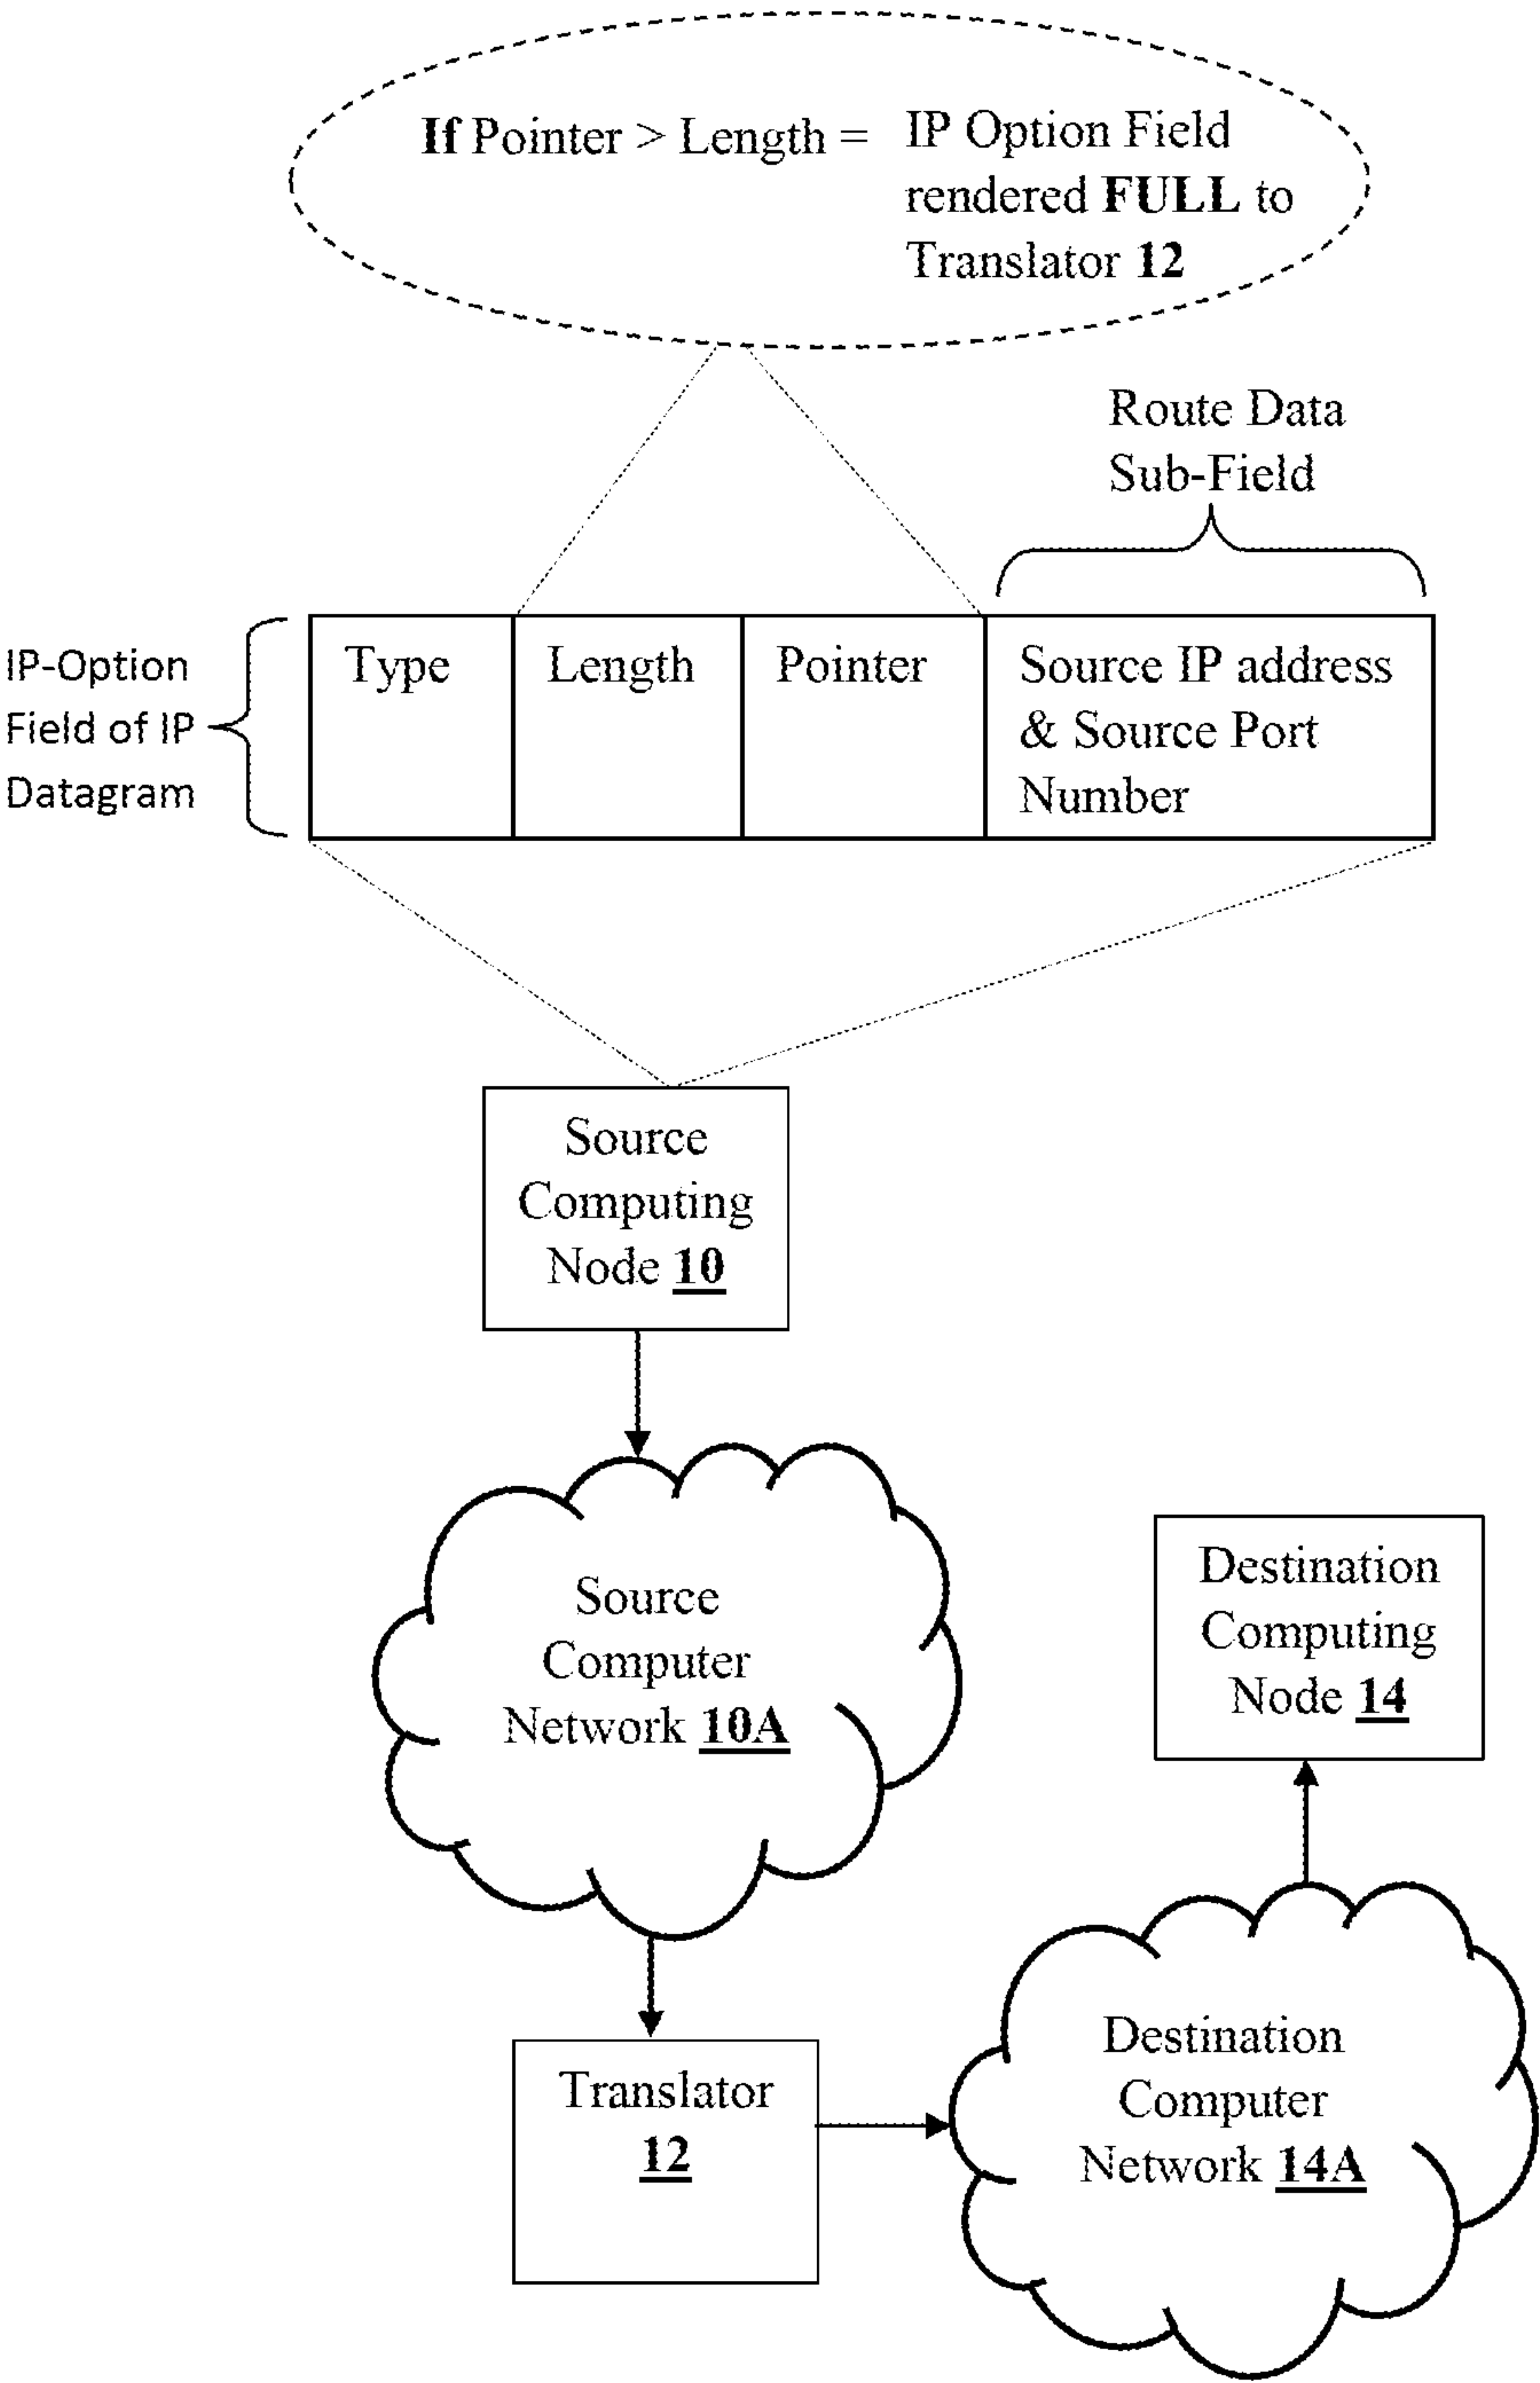 If Pointer > Length = IP Option Field
rendered FULL to
Translator 12
Route Data
Sub-Field
IP-Option
Field of IP
Datagram
Type
Length
Pointer
Source IP address
& Source Port
Number
Source
Computing
Node 10
Source
Computer
Network 10A
Destination
Computing
Node 14
Translator
12
Destination
Computer
Network 14A